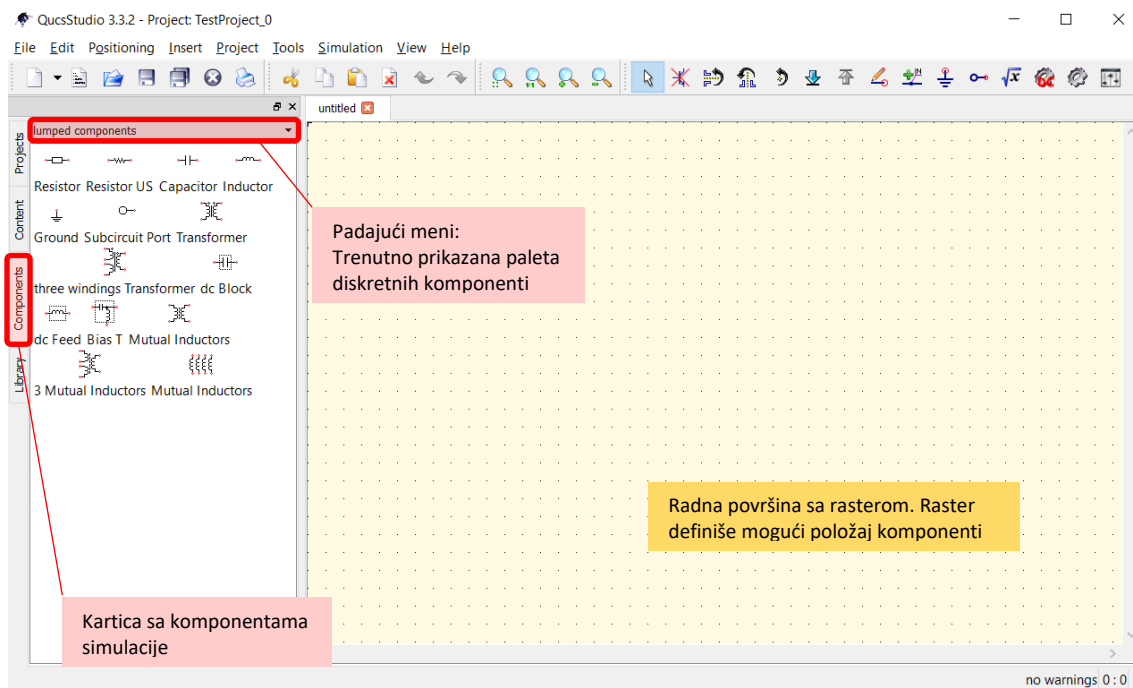 QucsStudio 3.3.2 - Project: TestProject_0
File Edit Positioning Insert Project Tools Simulation View Help
untitled
Projects
Content
Components
Library
lumped components
Resistor Resistor US Capacitor Inductor
Ground Subcircuit Port Transformer
three windings Transformer dc Block
dc Feed Bias T Mutual Inductors
3 Mutual Inductors Mutual Inductors
Padajući meni:
Trenutno prikazana paleta
diskretnih komponenti
Radna površina sa rasterom. Raster
definiše mogući položaj komponenti
Kartica sa komponentama
simulacije
no warnings 0 : 0